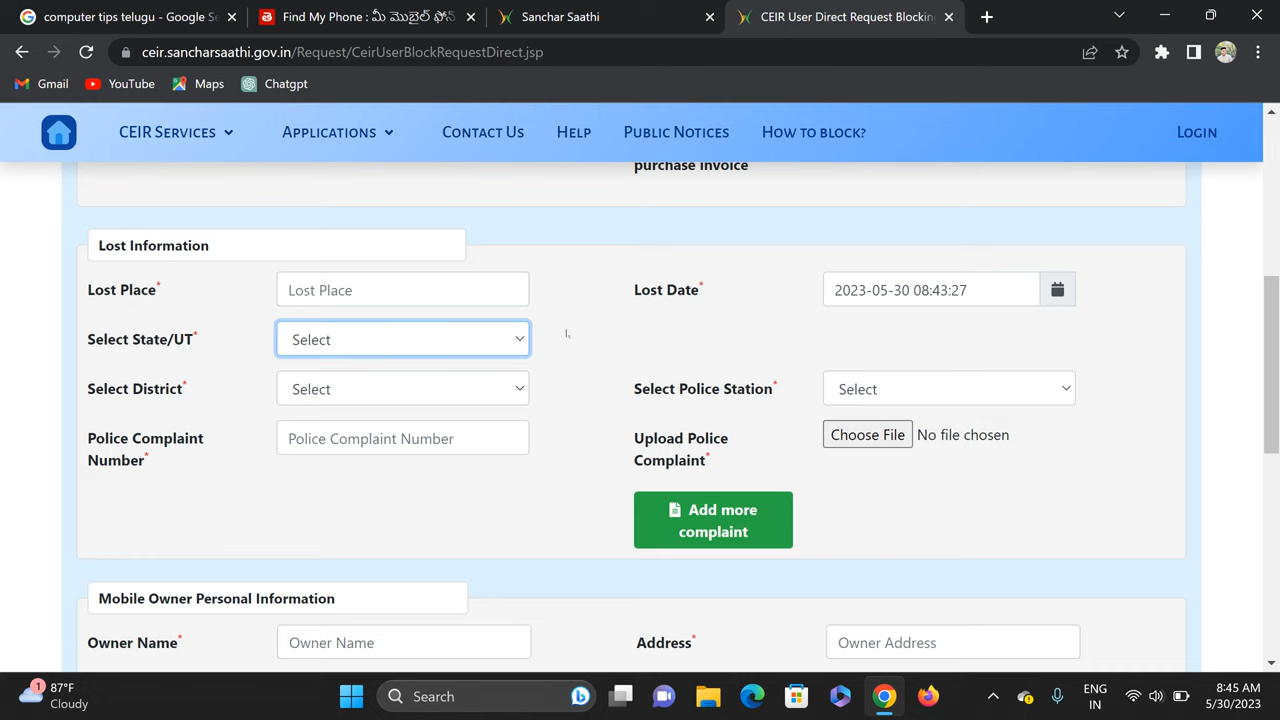 computer tips telugu - Google Se
Find My Phone : మీ మొబైల్ ఫోన్
Sanchar Saathi
CEIR User Direct Request Blocking
ceir.sancharsaathi.gov.in/Request/CeirUserBlockRequestDirect.jsp
Gmail
YouTube
Maps
Chatgpt
CEIR Services
Applications
Contact Us
Help
Public Notices
How to block?
Login
purchase invoice
Lost Information
Lost Place*
Lost Place
Lost Date*
2023-05-30 08:43:27
Select State/UT*
Select
Select District*
Select
Select Police Station*
Select
Police Complaint
Number*
Police Complaint Number
Upload Police
Complaint*
Choose File
No file chosen
Add more
complaint
Mobile Owner Personal Information
Owner Name*
Owner Name
Address*
Owner Address
1
87°F
Cloudy
Search
ENG
IN
8:45 AM
5/30/2023